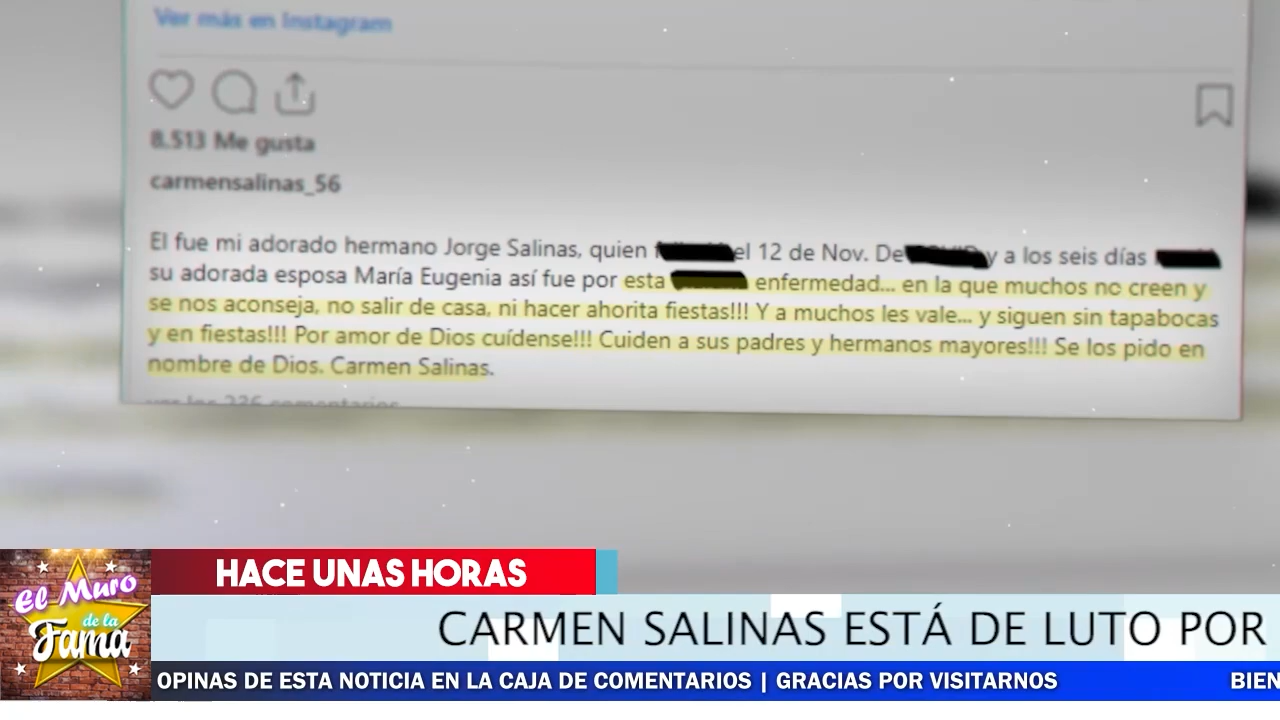 Ver más en Instagram
8.513 Me gusta
carmensalinas_56
El fue mi adorado hermano Jorge Salinas, quien el 12 de Nov. De y a los seis días
su adorada esposa María Eugenia así fue por esta enfermedad... en la que muchos no creen y
se nos aconseja, no salir de casa, ni hacer ahorita fiestas!!! Y a muchos les vale... y siguen sin tapabocas
y en fiestas!!! Por amor de Dios cuídense!!! Cuiden a sus padres y hermanos mayores!!! Se los pido en
nombre de Dios. Carmen Salinas.
ver los 236 comentarios
HACE UNAS HORAS
El Muro
de la
Fama
CARMEN SALINAS ESTÁ DE LUTO POR
OPINAS DE ESTA NOTICIA EN LA CAJA DE COMENTARIOS | GRACIAS POR VISITARNOS BIEN